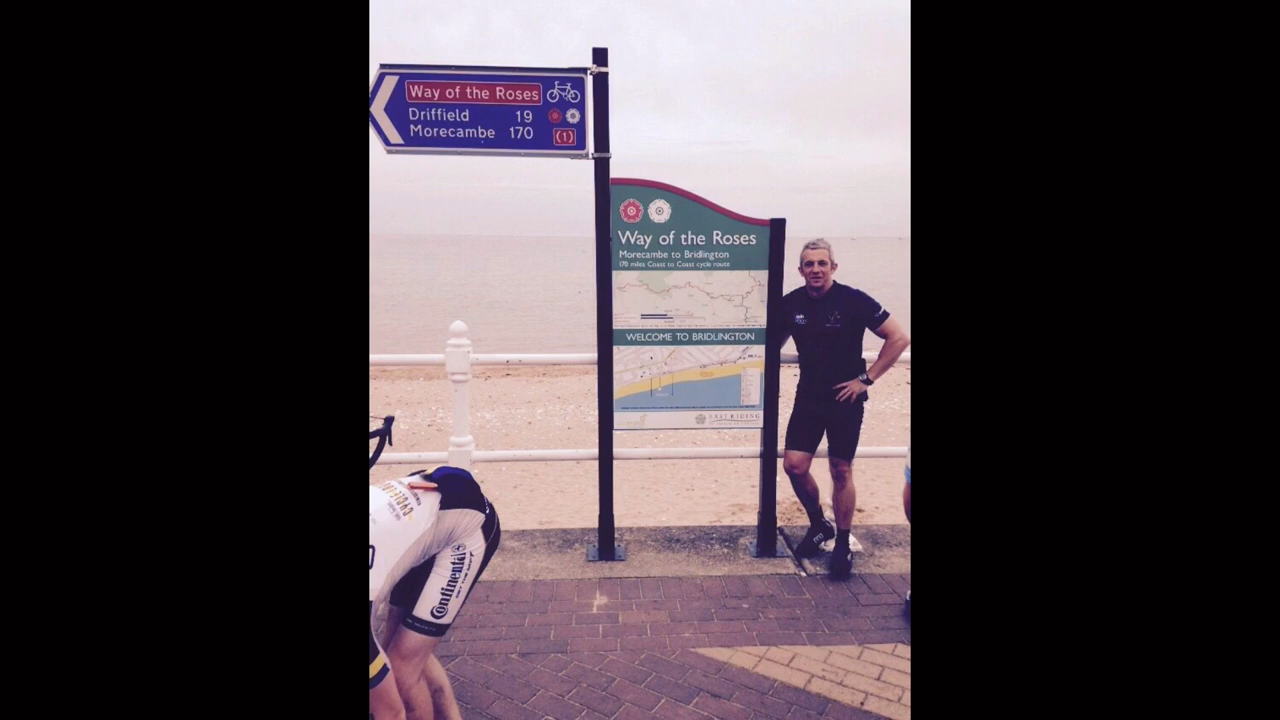 Way of the Roses
Driffield 19
Morecambe 170
(1)
Way of the Roses
Morecambe to Bridlington
170 miles Coast to Coast cycle route
WELCOME TO BRIDLINGTON
EAST RIDING
Continental